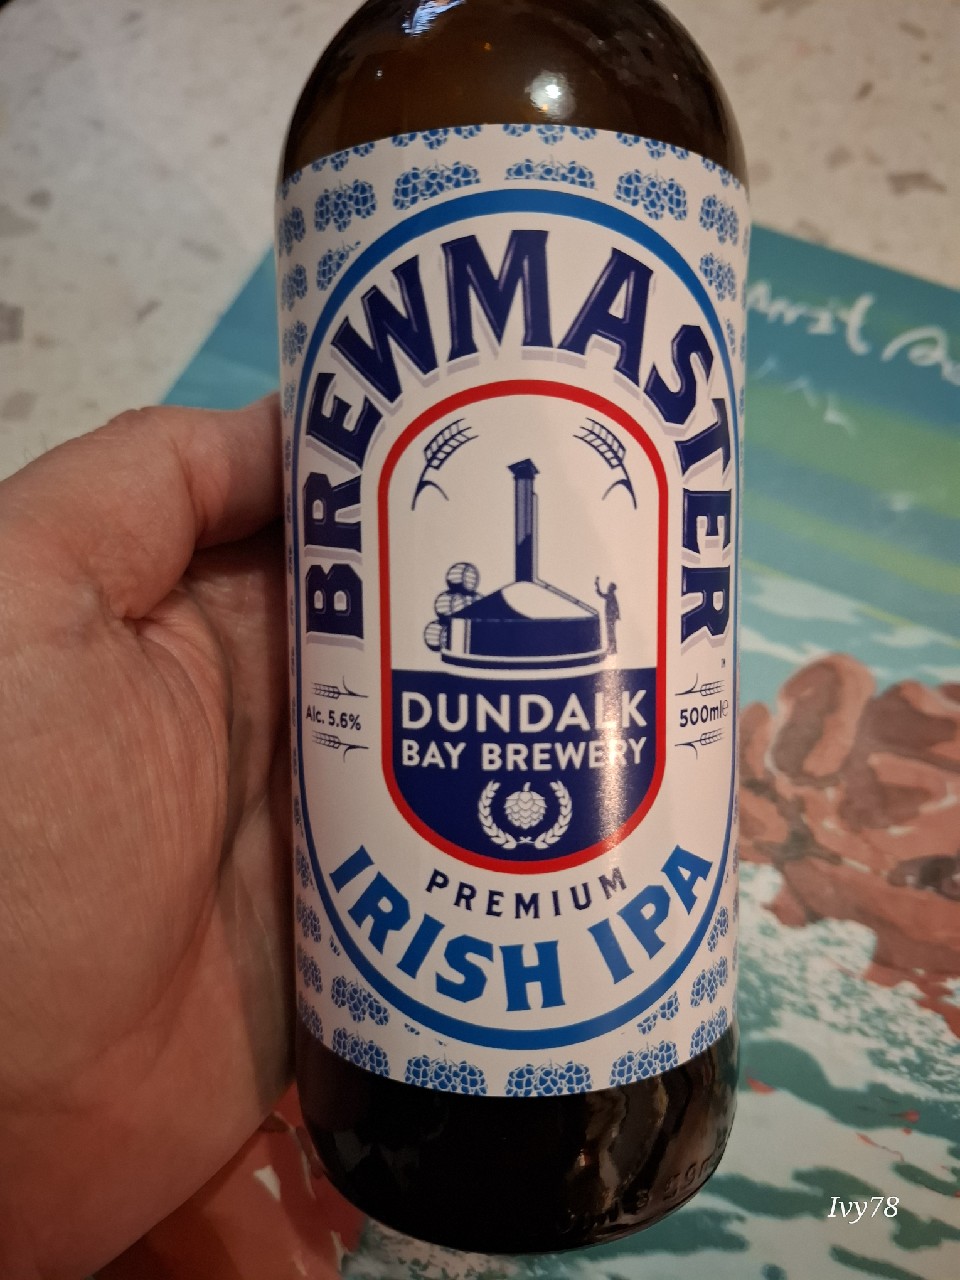 BREWMASTER
Alc. 5.6%
500ml℮
DUNDALK
BAY BREWERY
PREMIUM
IRISH IPA
Ivy78